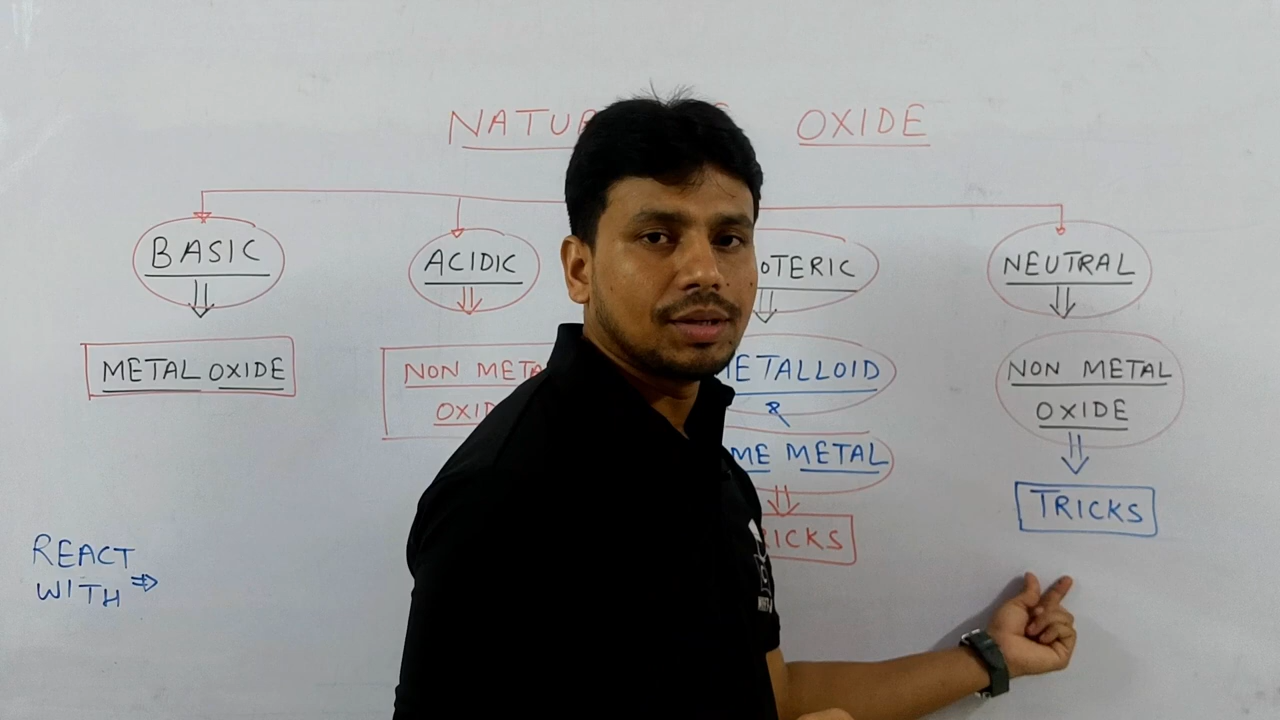 NATU OXIDE
BASIC
METAL OXIDE
ACIDIC
NON META
OXID
OTERIC
ETALLOID
&
ME METAL
RICKS
NEUTRAL
NON METAL
OXIDE
TRICKS
REACT
WITH ⇒